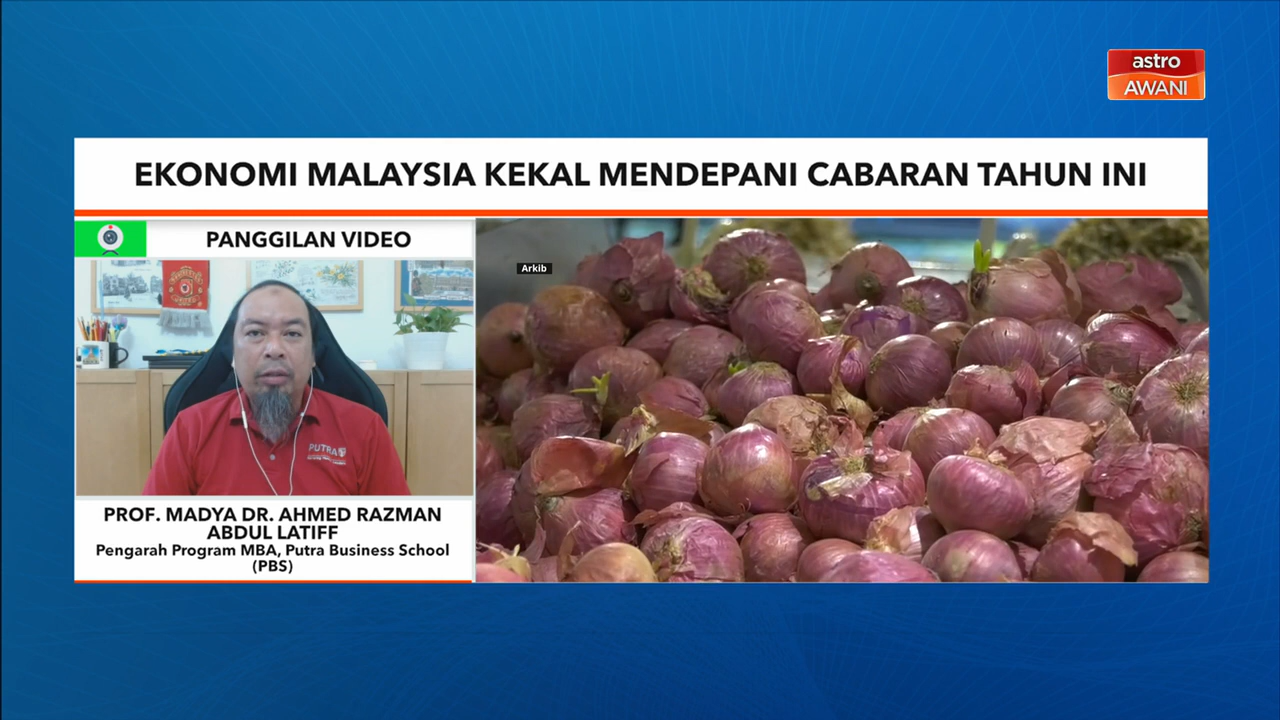 astro
AWANI
EKONOMI MALAYSIA KEKAL MENDEPANI CABARAN TAHUN INI
PANGGILAN VIDEO
Arkib
PUTRA
PROF. MADYA DR. AHMED RAZMAN
ABDUL LATIFF
Pengarah Program MBA, Putra Business School
(PBS)